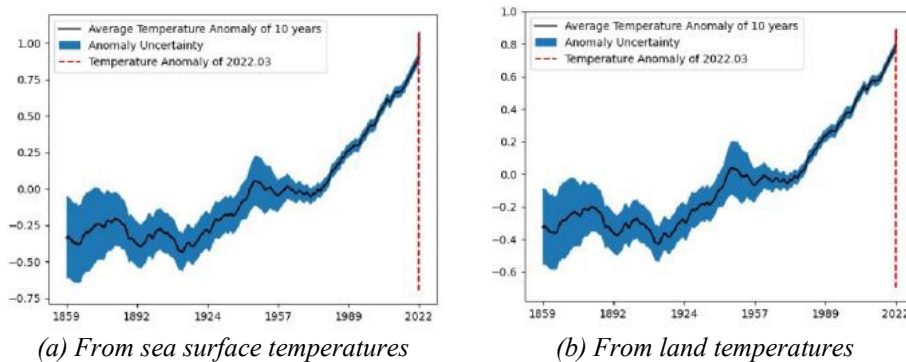 Average Temperature Anomaly of 10 years
Anomaly Uncertainty
Temperature Anomaly of 2022.03
1.00
0.75
0.50
0.25
0.00
−0.25
−0.50
−0.75
1859 1892 1924 1957 1989 2022
(a) From sea surface temperatures
Average Temperature Anomaly of 10 years
Anomaly Uncertainty
Temperature Anomaly of 2022.03
1.0
0.8
0.6
0.4
0.2
0.0
−0.2
−0.4
−0.6
1859 1892 1924 1957 1989 2022
(b) From land temperatures